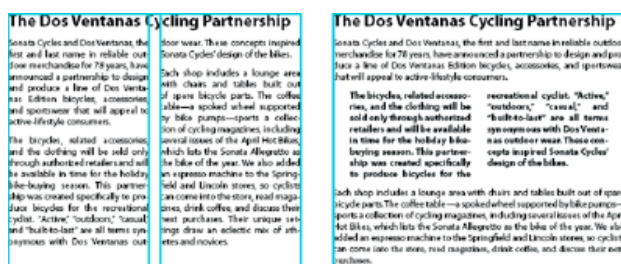 The Dos Ventanas Cycling Partnership
Sonata Cycles and Dos Ventanas, the
first and last name in reliable out-
door merchandise for 78 years, have
announced a partnership to design
and produce a line of Dos Venta-
nas Edition bicycles, accessories,
and sportswear that will appeal to
active-lifestyle consumers.
The bicycles, related accessories,
and the clothing will be sold only
through authorized retailers and will
be available in time for the holiday
bike-buying season. This partner-
ship was created specifically to pro-
duce bicycles for the recreational
cyclist. "Active," "outdoors," "casual,"
and "built-to-last" are all terms syn-
onymous with Dos Ventanas out-
door wear. These concepts inspired
Sonata Cycles' design of the bikes.
Each shop includes a lounge area
with chairs and tables built out
of spare bicycle parts. The coffee
table—a spoked wheel supported
by bike pumps—sports a collec-
tion of cycling magazines, including
several issues of the April Hot Bikes,
which lists the Sonata Allegretto as
the bike of the year. We also added
an espresso machine to the Spring-
field and Lincoln stores, so cyclists
can come into the store, read maga-
zines, drink coffee, and discuss their
next purchases. Their unique set-
tings draw an eclectic mix of ath-
letes and novices.
The Dos Ventanas Cycling Partnership
Sonata Cycles and Dos Ventanas, the first and last name in reliable outdoo
merchandise for 78 years, have announced a partnership to design and pro
duce a line of Dos Ventanas Edition bicycles, accessories, and sportswea
that will appeal to active-lifestyle consumers.
The bicycles, related accesso-
ries, and the clothing will be
sold only through authorized
retailers and will be available
in time for the holiday bike-
buying season. This partner-
ship was created specifically
to produce bicycles for the
recreational cyclist. "Active,"
"outdoors," "casual," and
"built-to-last" are all terms
synonymous with Dos Venta-
nas outdoor wear. These con-
cepts inspired Sonata Cycles'
design of the bikes.
Each shop includes a lounge area with chairs and tables built out of spare
bicycle parts. The coffee table—a spoked wheel supported by bike pumps—
sports a collection of cycling magazines, including several issues of the Apr
Hot Bikes, which lists the Sonata Allegretto as the bike of the year. We also
added an espresso machine to the Springfield and Lincoln stores, so cyclist
can come into the store, read magazines, drink coffee, and discuss their nex
purchases.